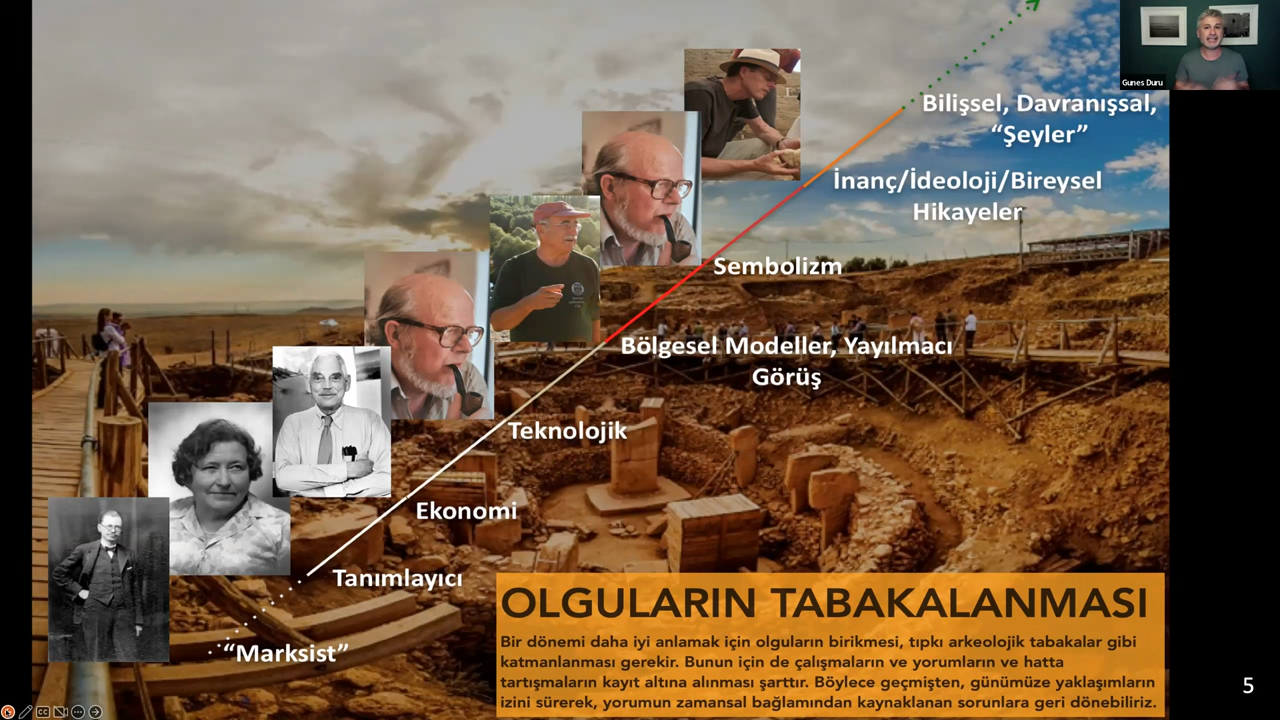 Gunes Duru
Bilişsel, Davranışsal,
“Şeyler”
İnanç/İdeoloji/Bireysel
Hikayeler
Sembolizm
Bölgesel Modeller, Yayılmacı
Görüş
Teknolojik
Ekonomi
Tanımlayıcı
“Marksist”
OLGULARIN TABAKALANMASI
Bir dönemi daha iyi anlamak için olguların birikmesi, tıpkı arkeolojik tabakalar gibi
katmanlanması gerekir. Bunun için de çalışmaların ve yorumların ve hatta
tartışmaların kayıt altına alınması şarttır. Böylece geçmişten, günümüze yaklaşımların
izini sürerek, yorumun zamansal bağlamından kaynaklanan sorunlara geri dönebiliriz.
5
CC